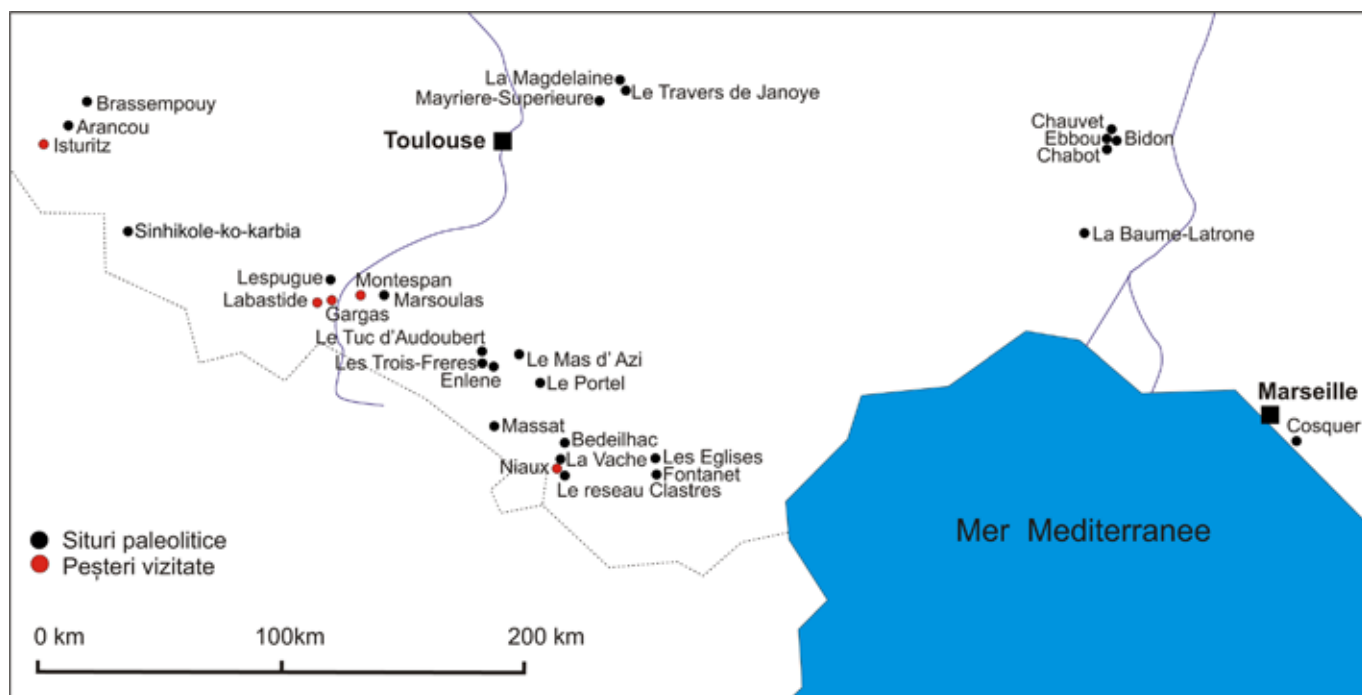 La Magdelaine
Le Travers de Janoye
Mayriere-Superieure
Brassempouy
Arancou
Isturitz
Toulouse
Chauvet
Ebbou
Bidon
Chabot
Sinhikole-ko-karbia
La Baume-Latrone
Lespugue
Montespan
Labastide
Marsoulas
Gargas
Le Tuc d'Audoubert
Les Trois-Freres
Le Mas d' Azi
Enlene
Le Portel
Marseille
Cosquer
Massat
Bedeilhac
La Vache
Les Eglises
Niaux
Fontanet
Le reseau Clastres
Mer Mediterranee
Situri paleolitice
Peșteri vizitate
0 km
100km
200 km